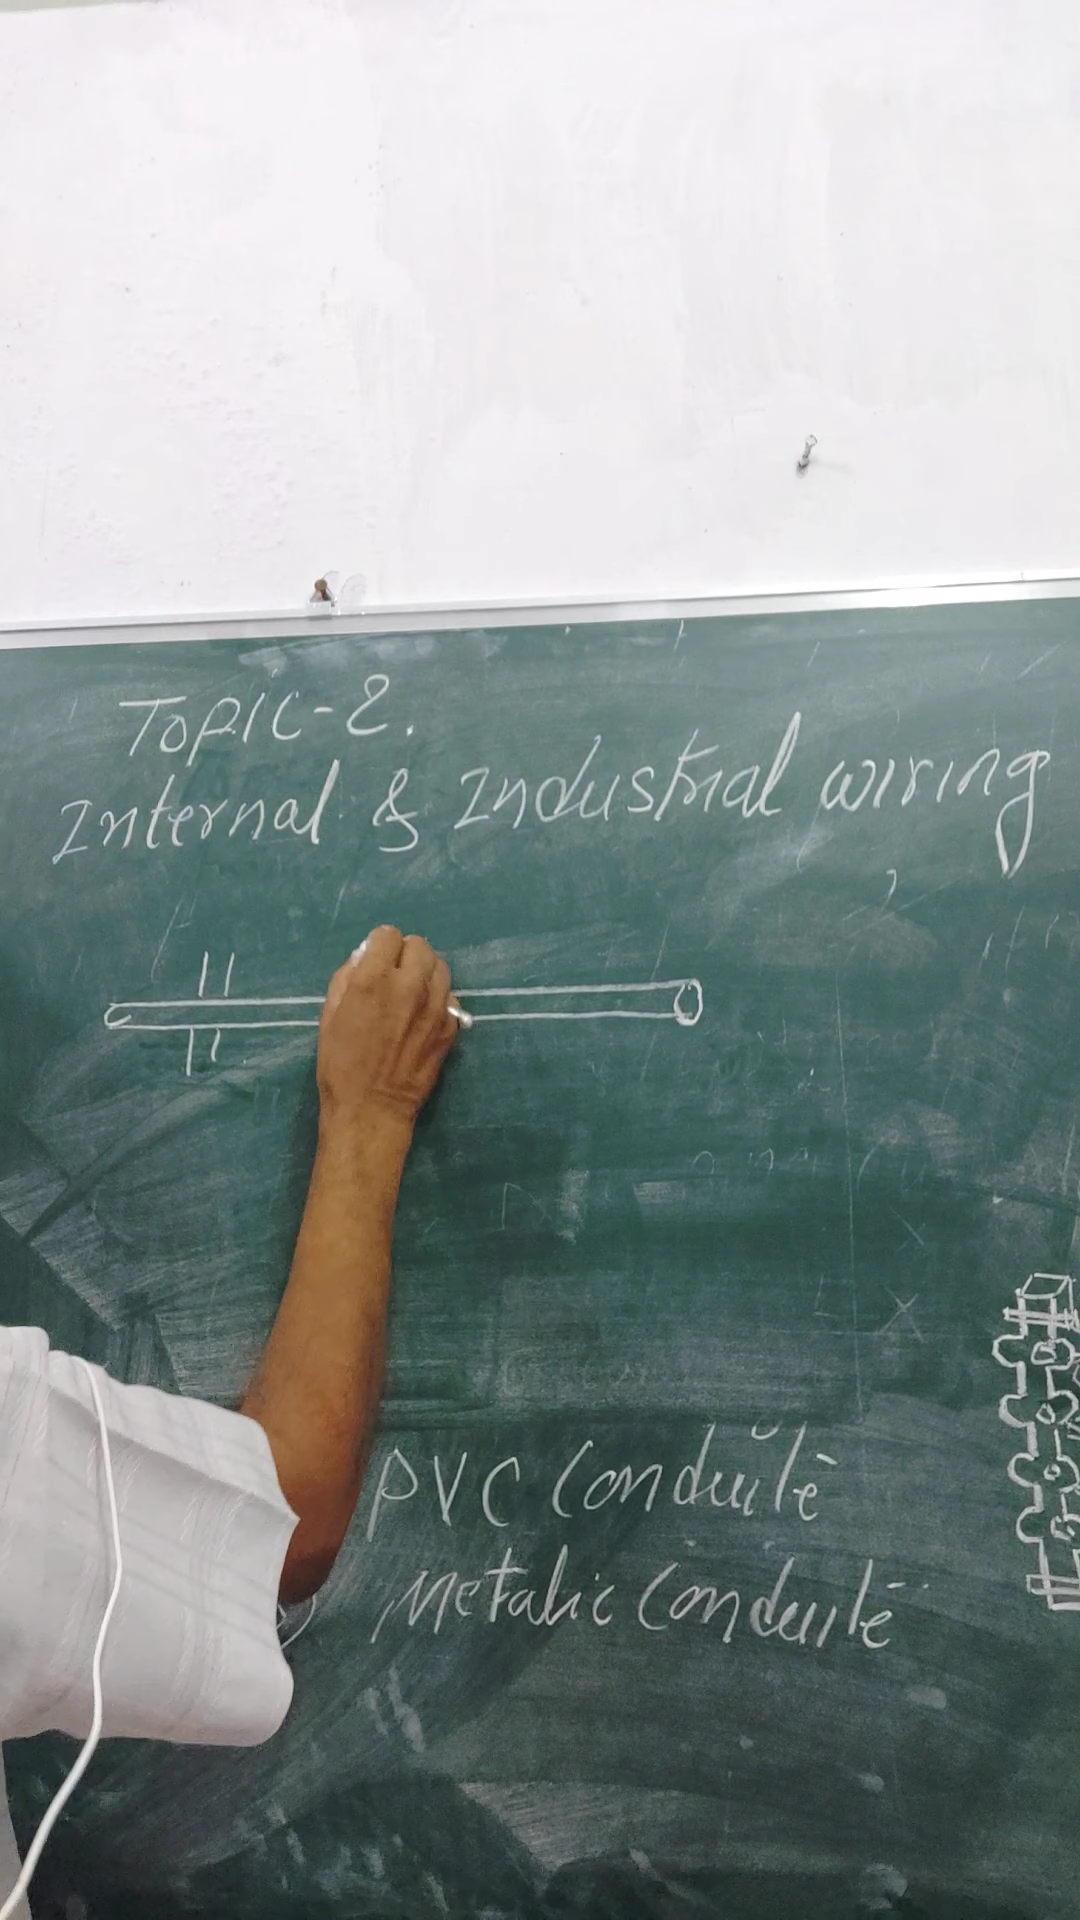 Topic-2.
Internal & Industrial wiring
PVC Conduite
Metalic Conduite